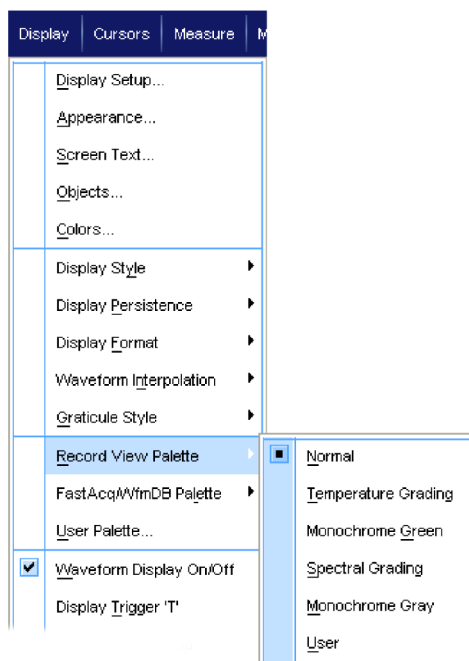 Display Cursors Measure M
Display Setup...
Appearance...
Screen Text...
Objects...
Colors...
Display Style
Display Persistence
Display Format
Waveform Interpolation
Graticule Style
Record View Palette
FastAcq/WfmDB Palette
User Palette...
Waveform Display On/Off
Display Trigger 'T'
Normal
Temperature Grading
Monochrome Green
Spectral Grading
Monochrome Gray
User